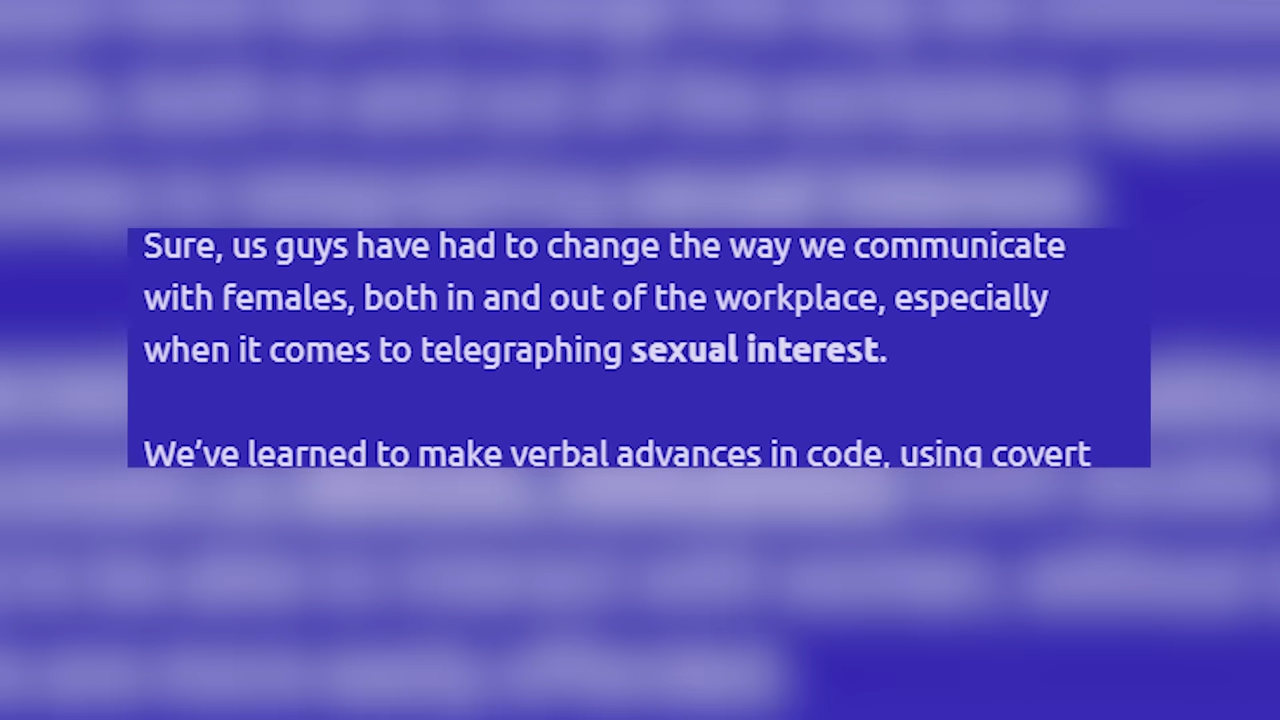 Sure, us guys have had to change the way we communicate
with females, both in and out of the workplace, especially
when it comes to telegraphing sexual interest.
We’ve learned to make verbal advances in code, using covert